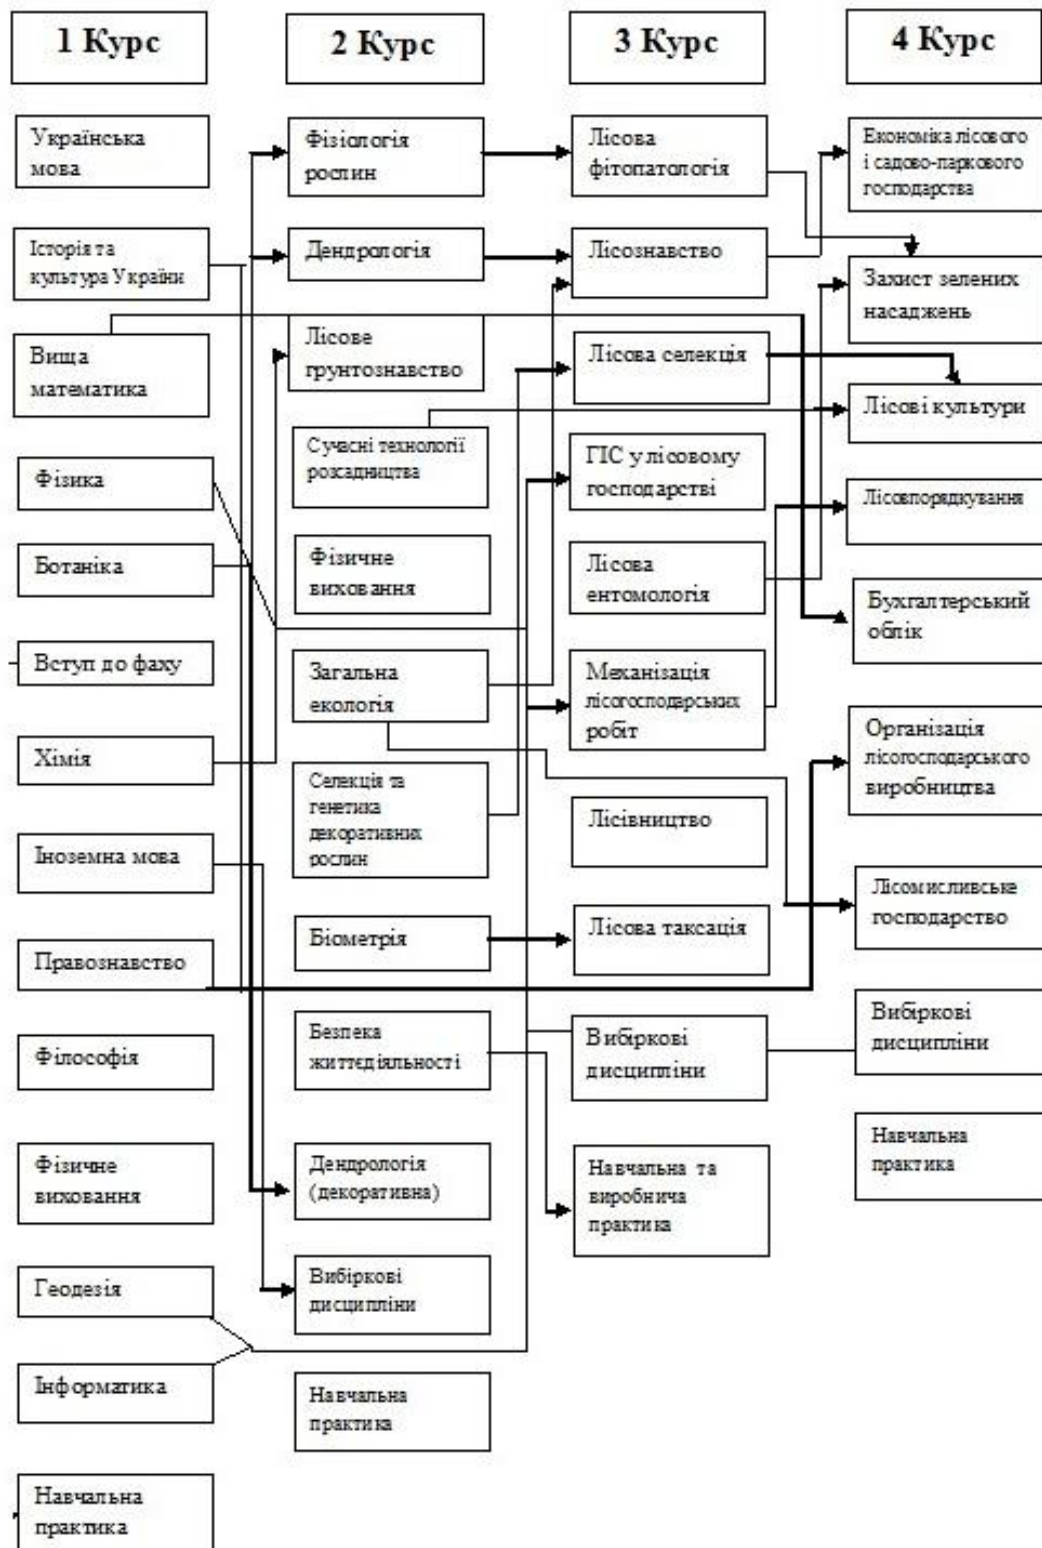 1 Курс
Українська
мова
Історія та
культура України
Вища
математика
Фізика
Ботаніка
Вступ до фаху
Хімія
Іноземна мова
Правознавство
Філософія
Фізичне
виховання
Геодезія
Інформатика
Навчальна
практика
2 Курс
Фізіологія
рослин
Дендрологія
Лісове
грунтознавство
Сучасні технології
розсадництва
Фізичне
виховання
Загальна
екологія
Селекція та
генетика
декоративних
рослин
Біометрія
Безпека
життєдіяльності
Дендрологія
(декоративна)
Вибіркові
дисципліни
Навчальна
практика
3 Курс
Лісова
фітопатологія
Лісознавство
Лісова селекція
ГІС у лісовому
господарстві
Лісова
ентомологія
Механізація
лісогосподарських
робіт
Лісівництво
Лісова таксація
Вибіркові
дисципліни
Навчальна та
виробнича
практика
4 Курс
Економіка лісового
і садово-паркового
господарства
Захист зелених
насаджень
Лісові культури
Лісовпорядкування
Бухгалтерський
облік
Організація
лісогосподарського
виробництва
Лісомисливське
господарство
Вибіркові
дисципліни
Навчальна
практика